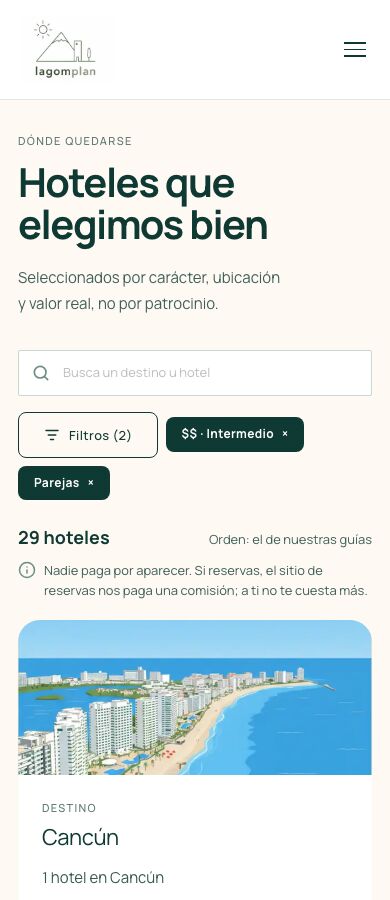 lagomplan
DÓNDE QUEDARSE
Hoteles que
elegimos bien
Seleccionados por carácter, ubicación
y valor real, no por patrocinio.
Busca un destino u hotel
Filtros (2)
$$ · Intermedio ×
Parejas ×
29 hoteles
Orden: el de nuestras guías
Nadie paga por aparecer. Si reservas, el sitio de
reservas nos paga una comisión; a ti no te cuesta más.
DESTINO
Cancún
1 hotel en Cancún